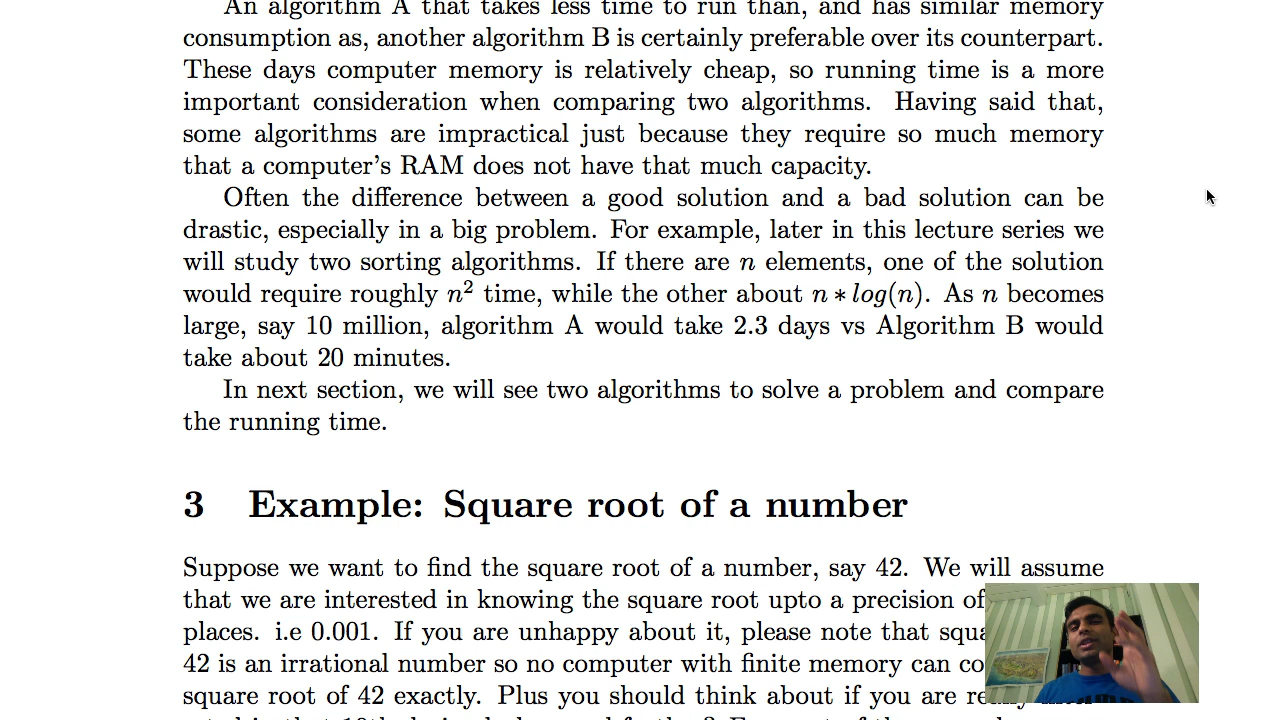 An algorithm A that takes less time to run than, and has similar memory
consumption as, another algorithm B is certainly preferable over its counterpart.
These days computer memory is relatively cheap, so running time is a more
important consideration when comparing two algorithms. Having said that,
some algorithms are impractical just because they require so much memory
that a computer's RAM does not have that much capacity.
Often the difference between a good solution and a bad solution can be
drastic, especially in a big problem. For example, later in this lecture series we
will study two sorting algorithms. If there are n elements, one of the solution
would require roughly n² time, while the other about n * log(n). As n becomes
large, say 10 million, algorithm A would take 2.3 days vs Algorithm B would
take about 20 minutes.
In next section, we will see two algorithms to solve a problem and compare
the running time.
3 Example: Square root of a number
Suppose we want to find the square root of a number, say 42. We will assume
that we are interested in knowing the square root upto a precision of
places. i.e 0.001. If you are unhappy about it, please note that
42 is an irrational number so no computer with finite memory can
square root of 42 exactly. Plus you should think about if you are